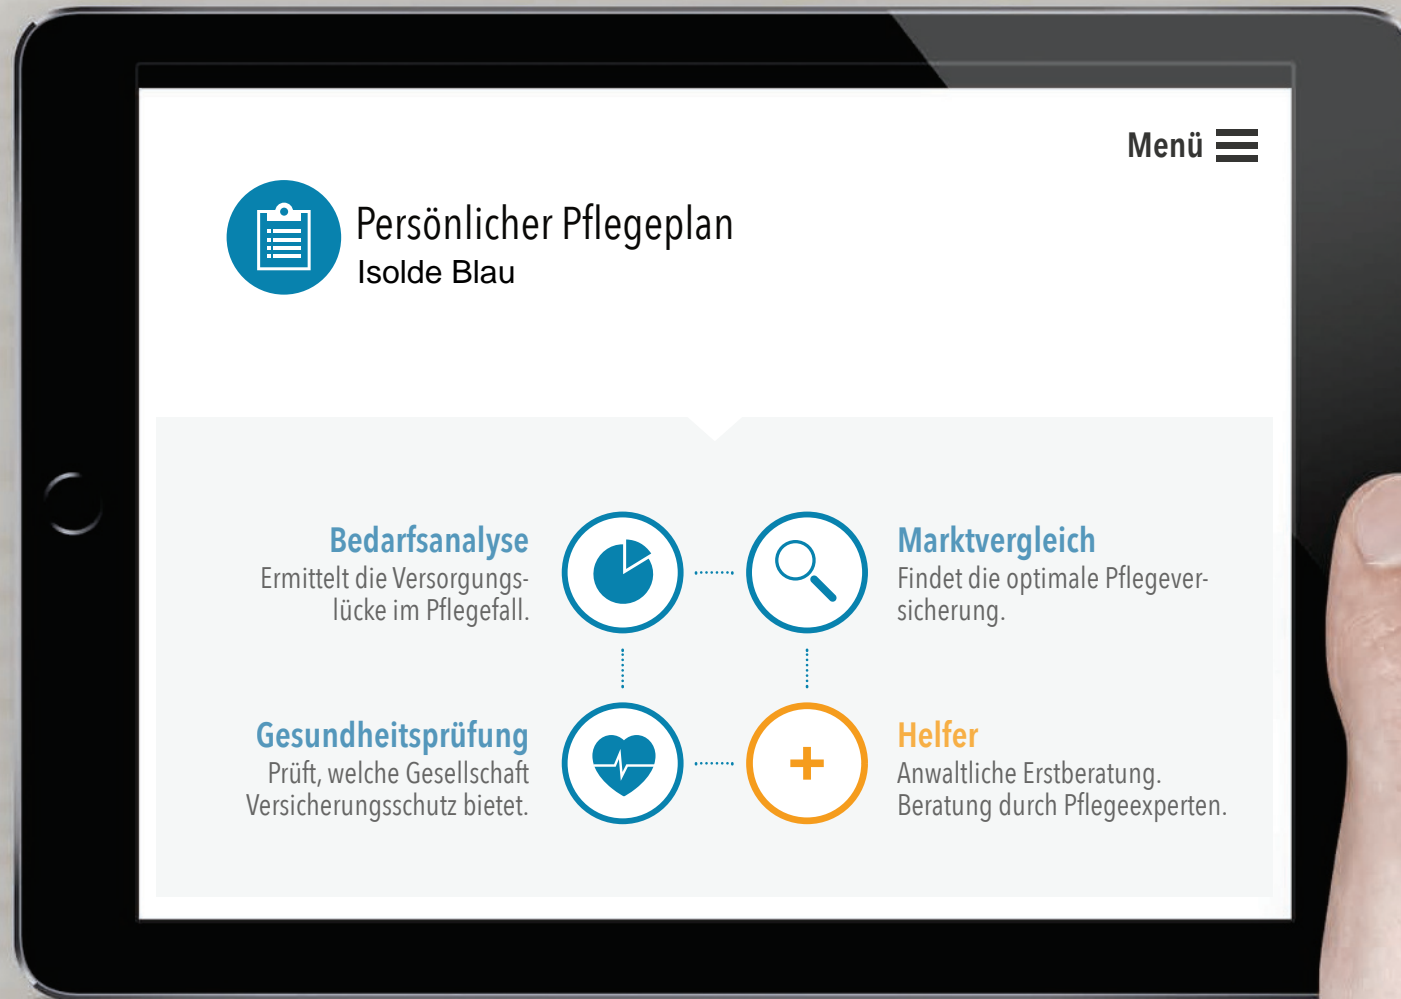 Menü
Persönlicher Pflegeplan
Isolde Blau
Bedarfsanalyse
Ermittelt die Versorgungs-
lücke im Pflegefall.
Marktvergleich
Findet die optimale Pflegever-
sicherung.
Gesundheitsprüfung
Prüft, welche Gesellschaft
Versicherungsschutz bietet.
Helfer
Anwaltliche Erstberatung.
Beratung durch Pflegeexperten.